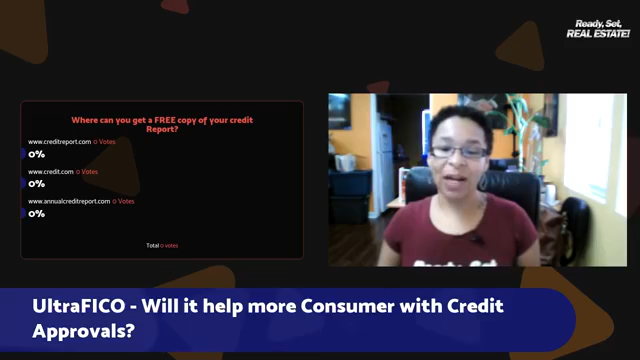 Ready, Set,
REAL ESTATE!
Where can you get a FREE copy of your credit
Report?
www.creditreport.com 0 Votes
0%
www.credit.com 0 Votes
0%
www.annualcreditreport.com 0 Votes
0%
Total 0 votes
Ready Set
UltraFICO - Will it help more Consumer with Credit
Approvals?